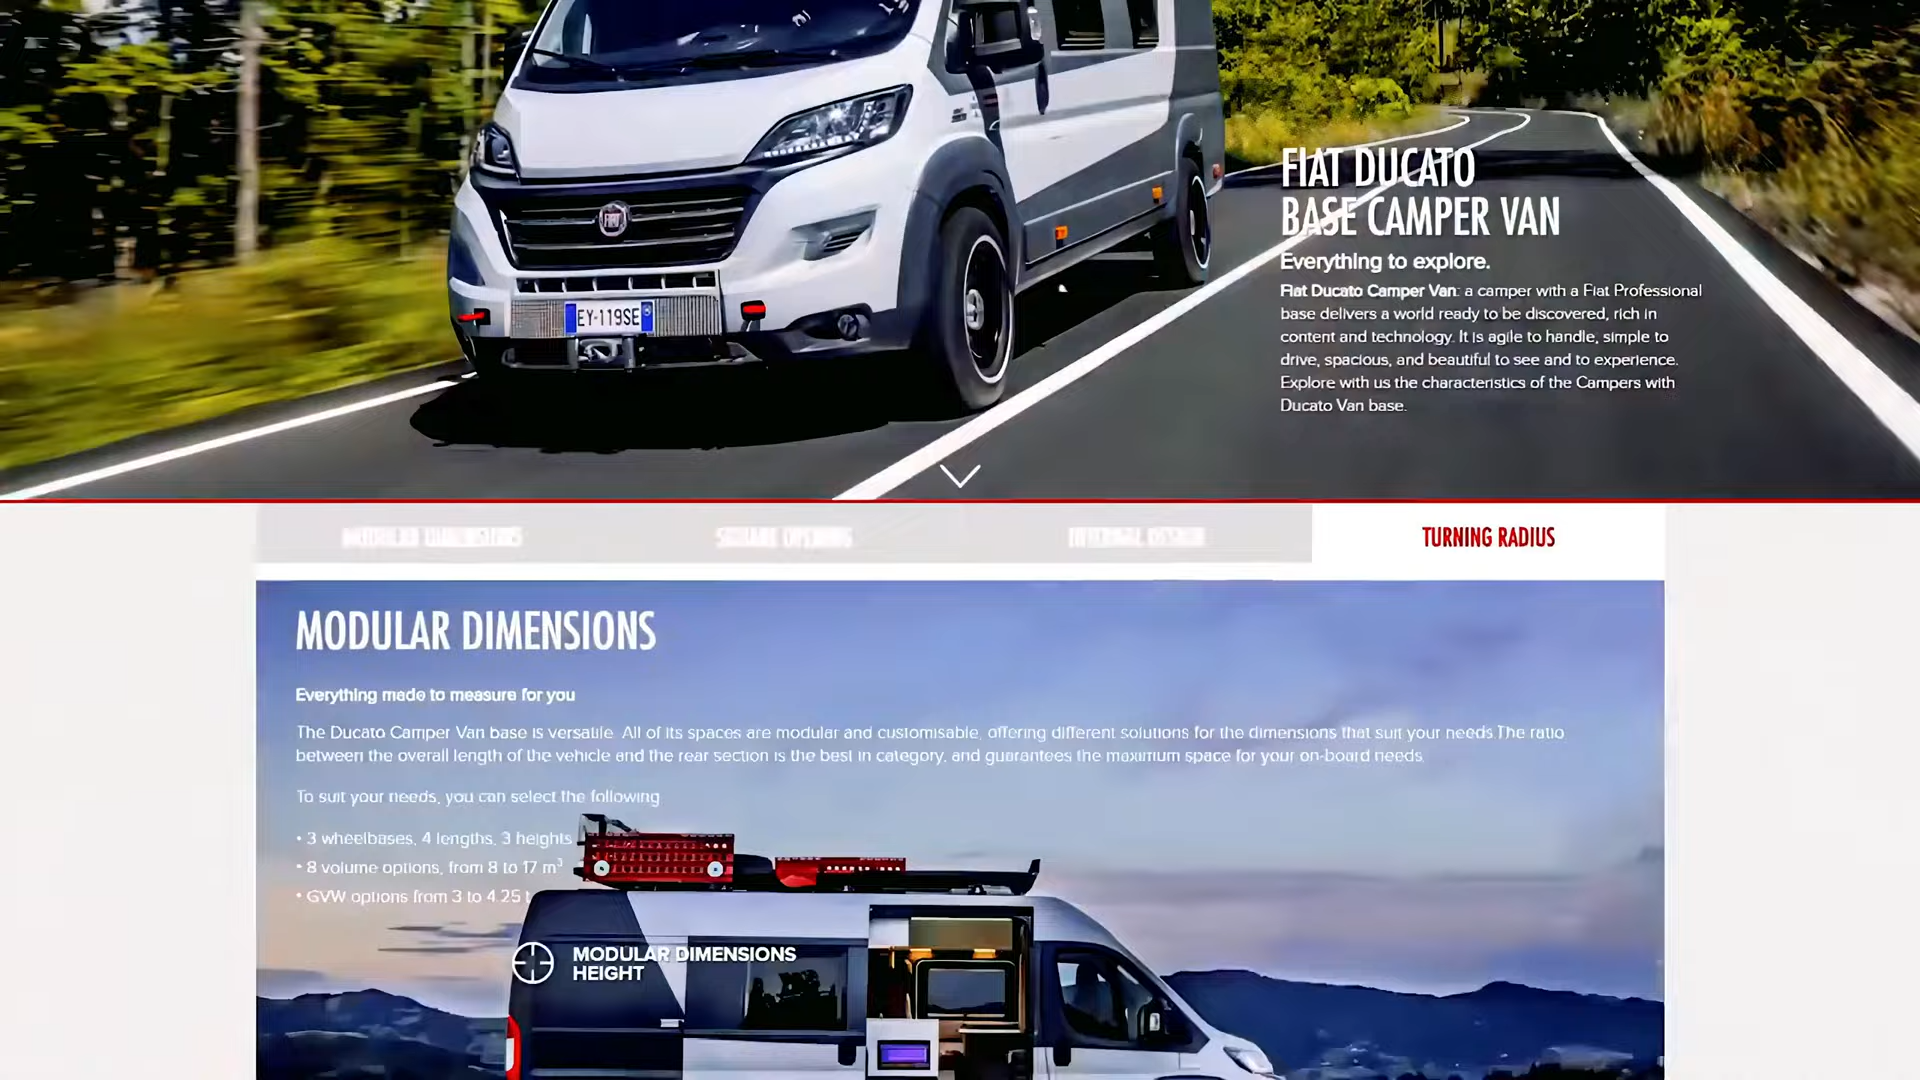 FIAT
EY-119SE
FIAT DUCATO
BASE CAMPER VAN
Everything to explore.
Fiat Ducato Camper Van: a camper with a Fiat Professional
base delivers a world ready to be discovered, rich in
content and technology. It is agile to handle, simple to
drive, spacious, and beautiful to see and to experience.
Explore with us the characteristics of the Campers with
Ducato Van base.
MODULAR DIMENSIONS
SQUARE OPENING
INTERNAL DESIGN
TURNING RADIUS
MODULAR DIMENSIONS
Everything made to measure for you
The Ducato Camper Van base is versatile. All of its spaces are modular and customisable, offering different solutions for the dimensions that suit your needs.The ratio
between the overall length of the vehicle and the rear section is the best in category, and guarantees the maximum space for your on-board needs.
To suit your needs, you can select the following
• 3 wheelbases, 4 lengths, 3 heights
• 8 volume options, from 8 to 17 m³
• GVW options from 3 to 4.25 t
MODULAR DIMENSIONS
HEIGHT